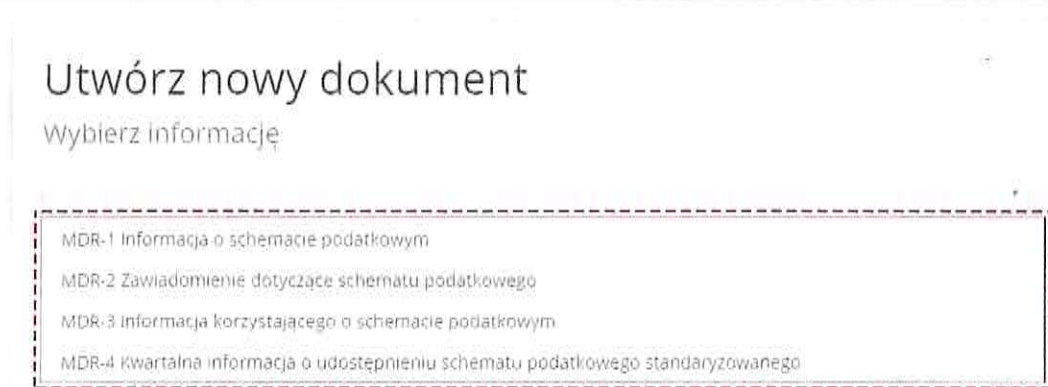 Utwórz nowy dokument
Wybierz informację
MDR-1 Informacja o schemacie podatkowym
MDR-2 Zawiadomienie dotyczące schematu podatkowego
MDR-3 Informacja korzystającego o schemacie podatkowym
MDR-4 Kwartalna informacja o udostępnieniu schematu podatkowego standaryzowanego